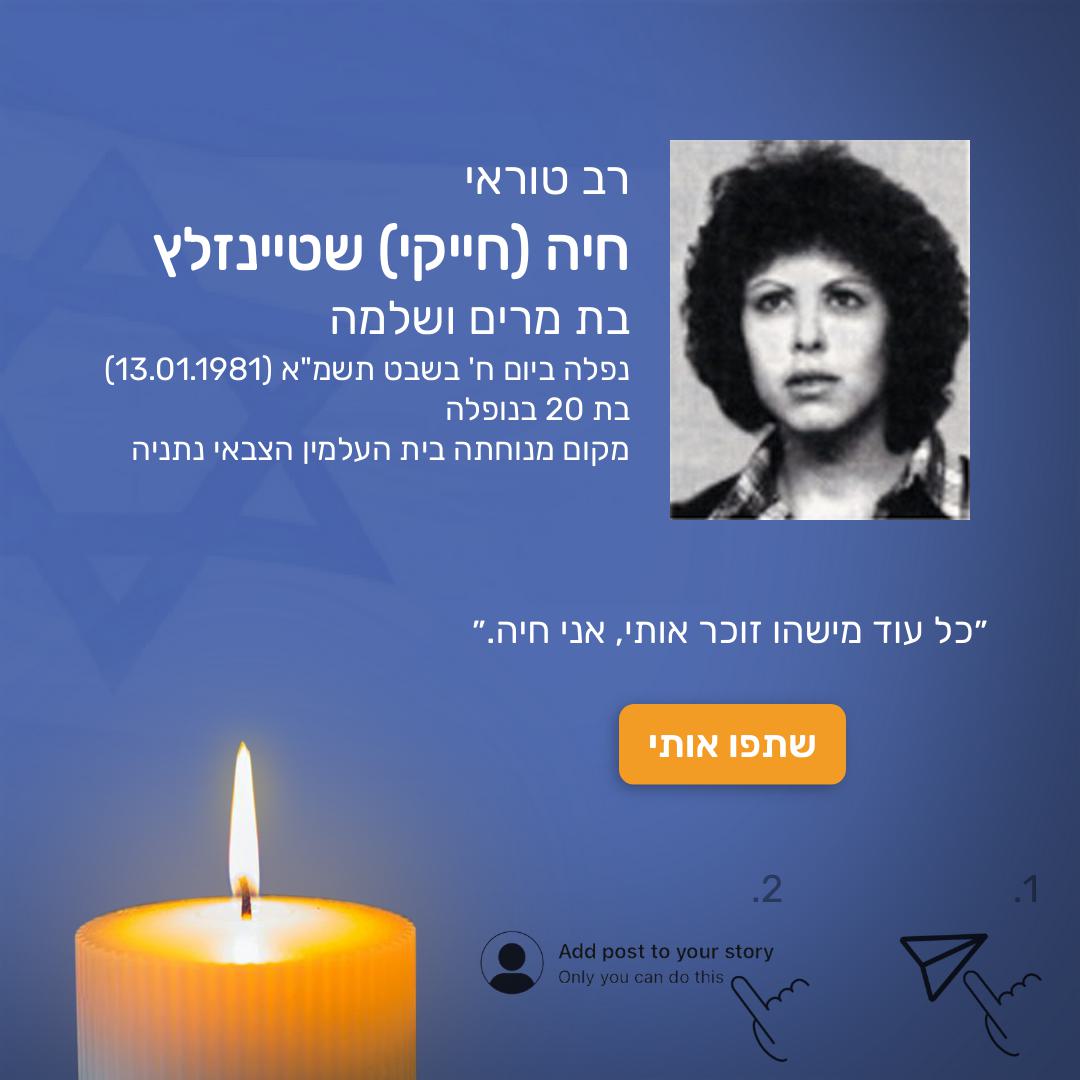 רב טוראי
חיה (חייקי) שטיינזלץ
בת מרים ושלמה
נפלה ביום ח' בשבט תשמ"א (13.01.1981)
בת 20 בנופלה
מקום מנוחתה בית העלמין הצבאי נתניה
״כל עוד מישהו זוכר אותי, אני חיה.״
שתפו אותי
.1
.2
Add post to your story
Only you can do this